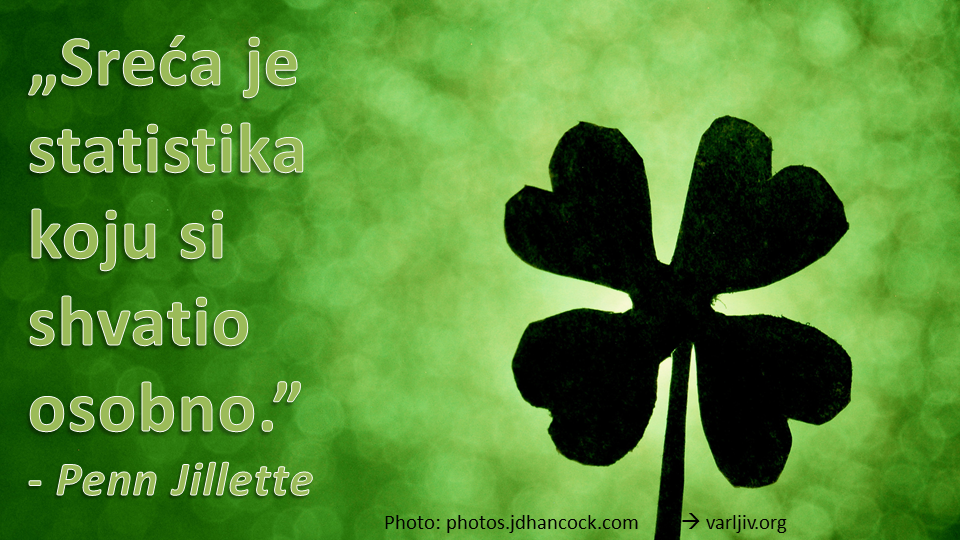 „Sreća je
statistika
koju si
shvatio
osobno.”
- Penn Jillette
Photo: photos.jdhancock.com → varljiv.org